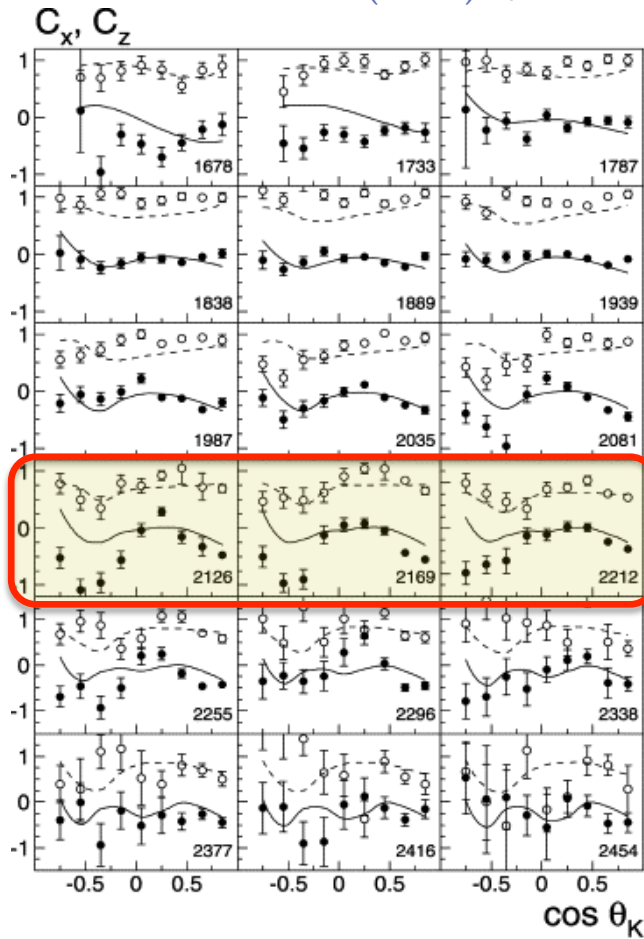 C_x, C_z
1 0 -1 1678 1733 1787
1 0 -1 1838 1889 1939
1 0 -1 1987 2035 2081
1 0 -1 2126 2169 2212
1 0 -1 2255 2296 2338
1 0 -1 2377 2416 2454
-0.5 0 0.5 -0.5 0 0.5 -0.5 0 0.5
cos θ_K